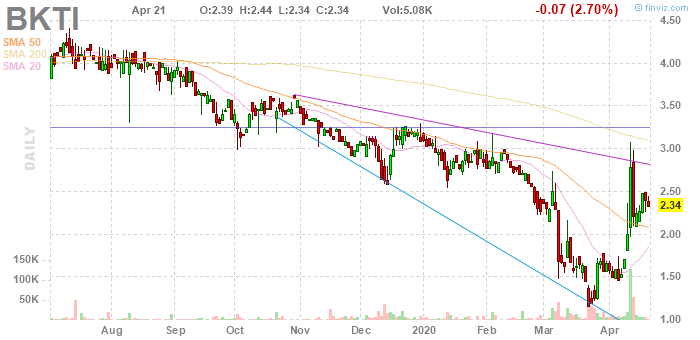 BKTI Apr 21 O:2.39 H:2.44 L:2.34 C:2.34 Vol:5.08K -0.07 (2.70%) © finviz.com
SMA 50
SMA 200
SMA 20
DAILY
4.50
4.00
3.50
3.00
2.50
2.34
2.00
1.50
1.00
150K
100K
50K
Aug Sep Oct Nov Dec 2020 Feb Mar Apr